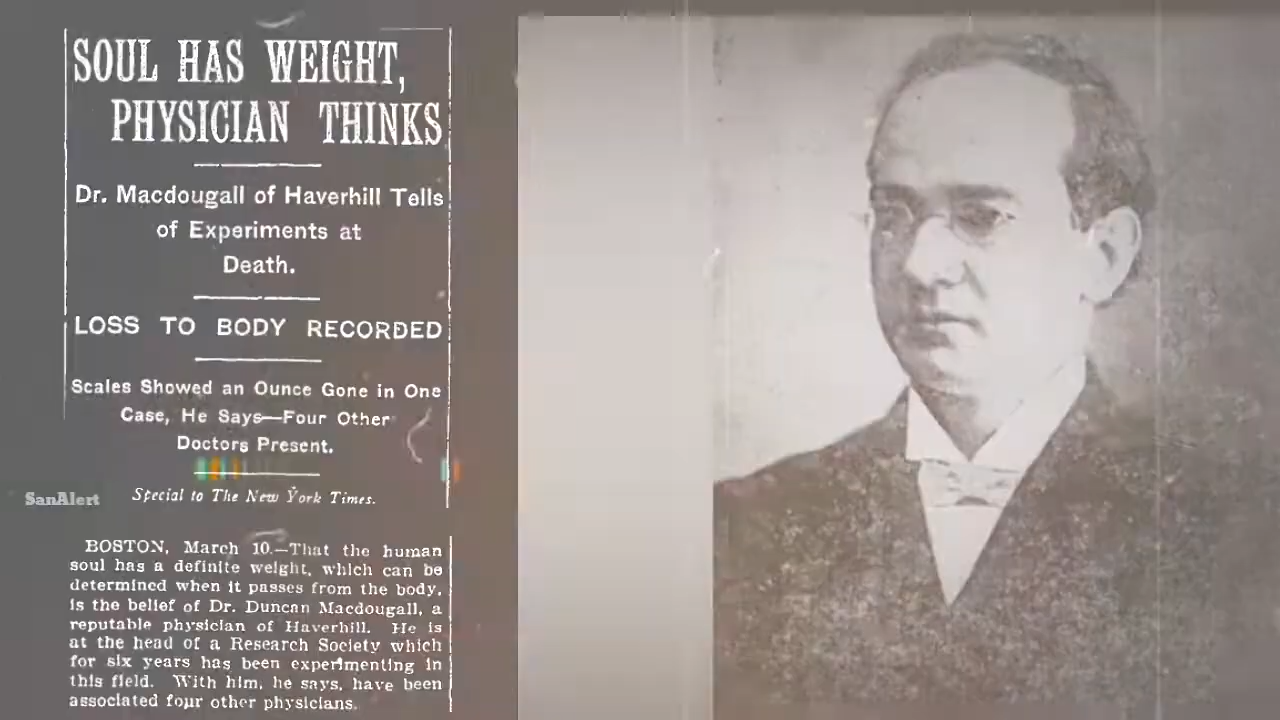 SOUL HAS WEIGHT,
PHYSICIAN THINKS
Dr. Macdougall of Haverhill Tells
of Experiments at
Death.
LOSS TO BODY RECORDED
Scales Showed an Ounce Gone in One
Case, He Says—Four Other
Doctors Present.
SanAlert
Special to The New York Times.
BOSTON, March 10.—That the human
soul has a definite weight, which can be
determined when it passes from the body,
is the belief of Dr. Duncan Macdougall, a
reputable physician of Haverhill. He is
at the head of a Research Society which
for six years has been experimenting in
this field. With him, he says, have been
associated four other physicians.